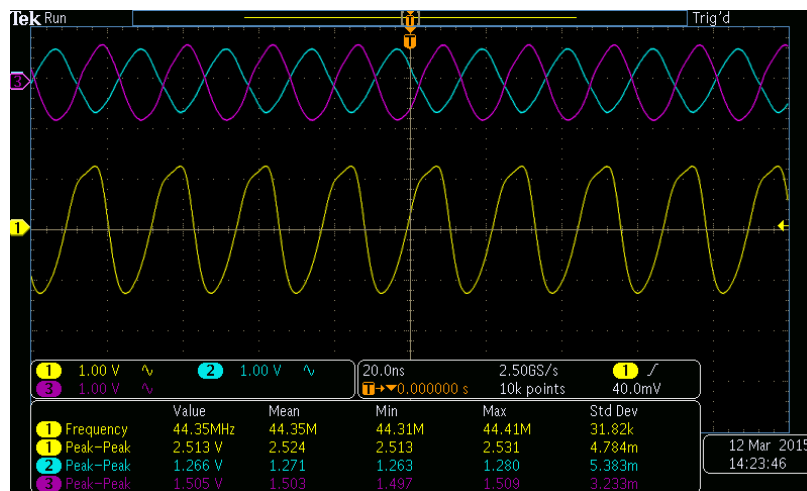 Tek Run Trig'd
T
T
3
1
1 1.00 V 2 1.00 V
3 1.00 V
20.0ns 2.50GS/s 1
T→▼0.000000 s 10k points 40.0mV
Value Mean Min Max Std Dev
1 Frequency 44.35MHz 44.35M 44.31M 44.41M 31.82k
1 Peak-Peak 2.513 V 2.524 2.513 2.531 4.784m
2 Peak-Peak 1.266 V 1.271 1.263 1.280 5.383m
3 Peak-Peak 1.505 V 1.503 1.497 1.509 3.233m
12 Mar 2015
14:23:46